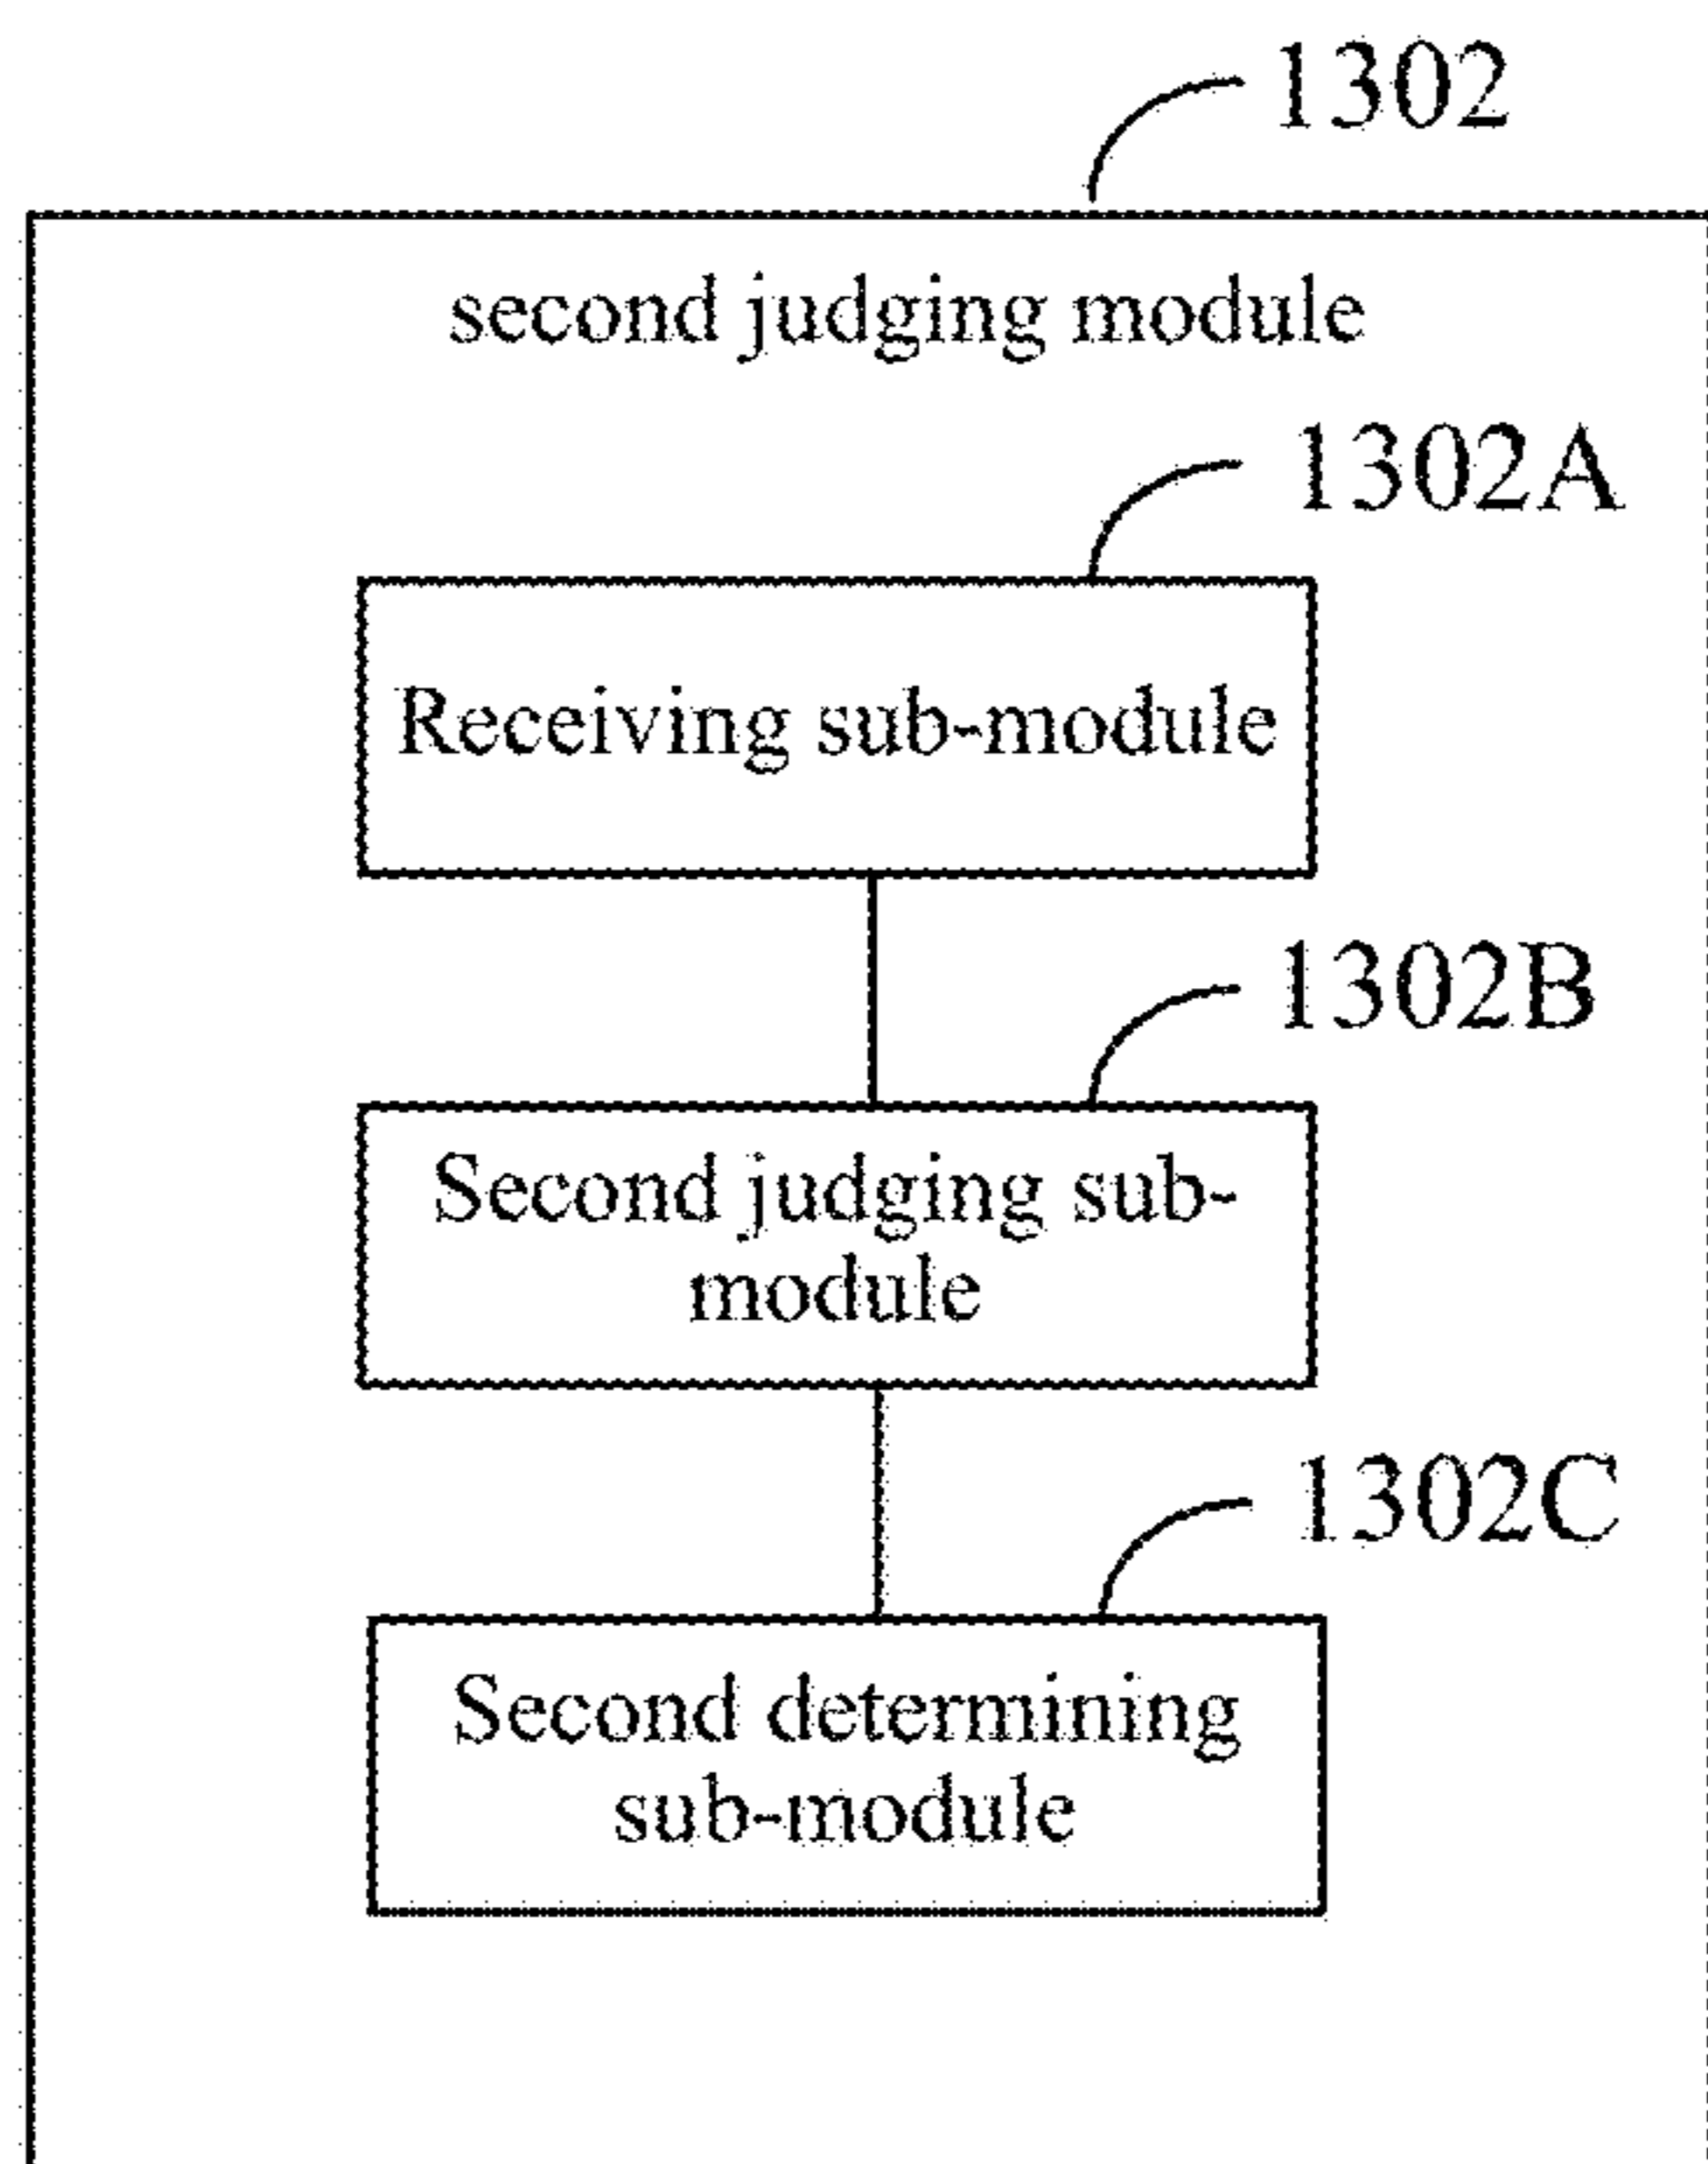 1302
second judging module
1302A
Receiving sub-module
1302B
Second judging sub-
module
1302C
Second determining
sub-module